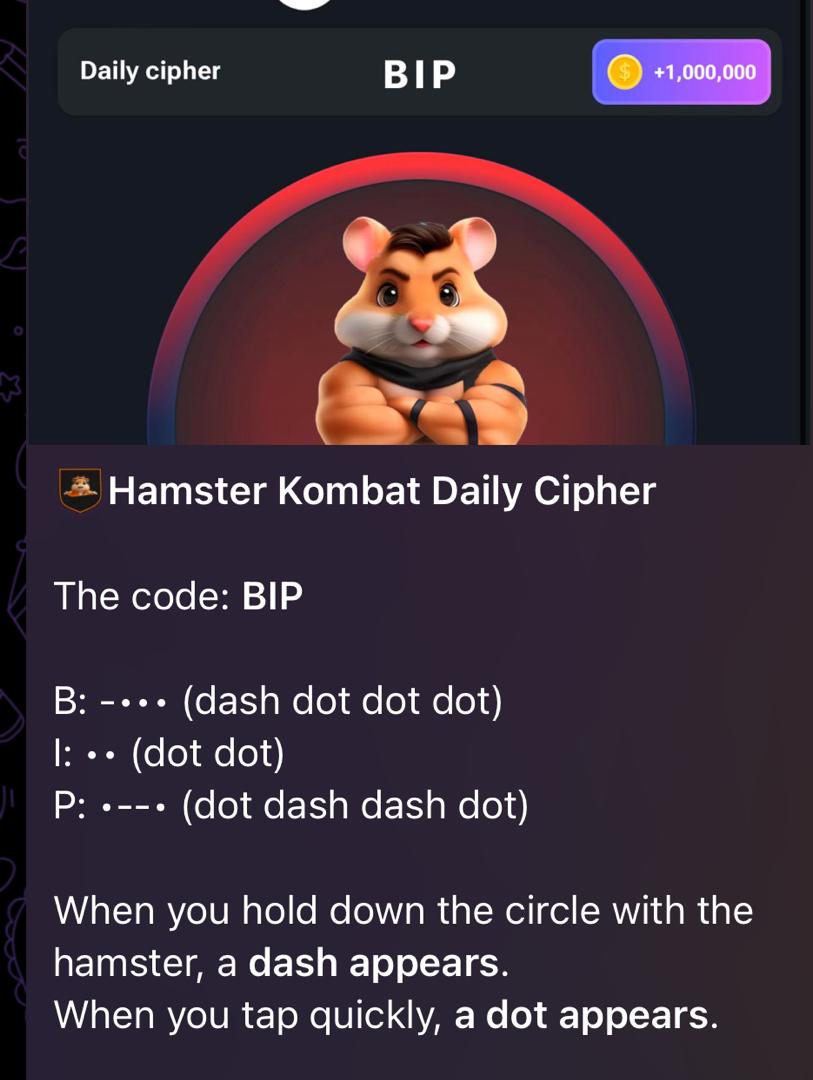 Daily cipher BIP +1,000,000
Hamster Kombat Daily Cipher
The code: BIP
B: -••• (dash dot dot dot)
I: •• (dot dot)
P: •--• (dot dash dash dot)
When you hold down the circle with the
hamster, a dash appears.
When you tap quickly, a dot appears.